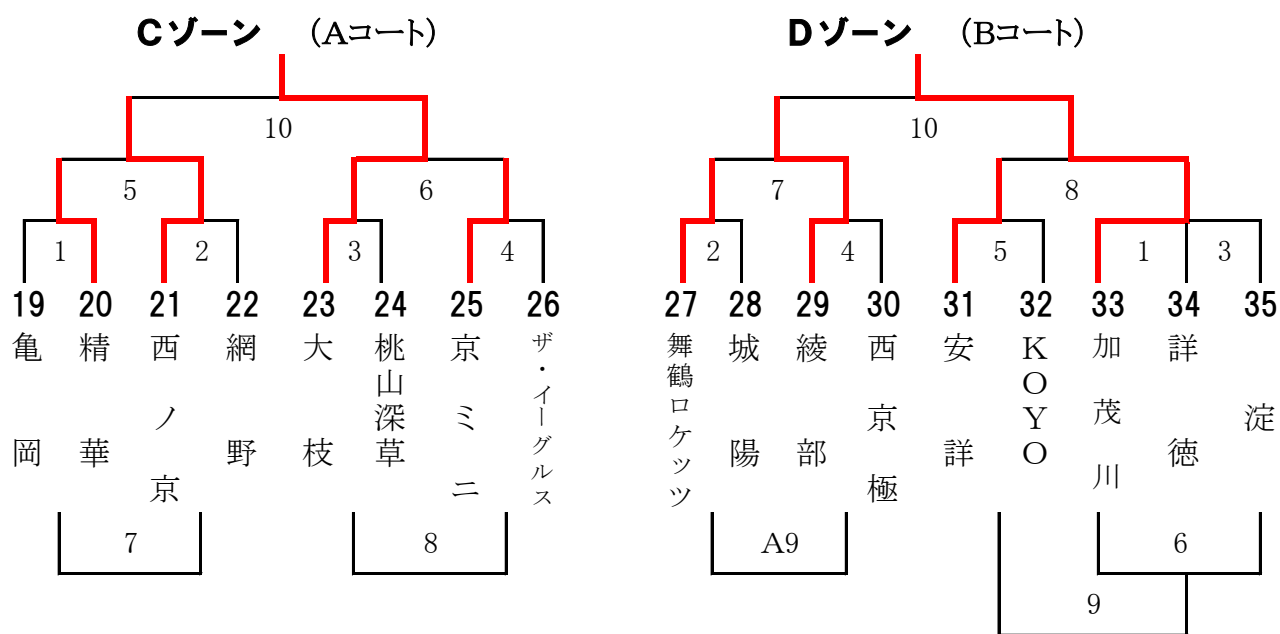 Cゾーン （Aコート）
10
5
6
1
2
3
4
19 20 21 22 23 24 25 26
亀岡
精華
西ノ京
網野
大枝
桃山深草
京ミニ
ザ・イーグルス
7
8
Dゾーン （Bコート）
10
7
8
2
4
5
1
3
27 28 29 30 31 32 33 34 35
舞鶴ロケッツ
城陽
綾部
西京極
安詳
KOYO
加茂川
詳徳
淀
A9
6
9